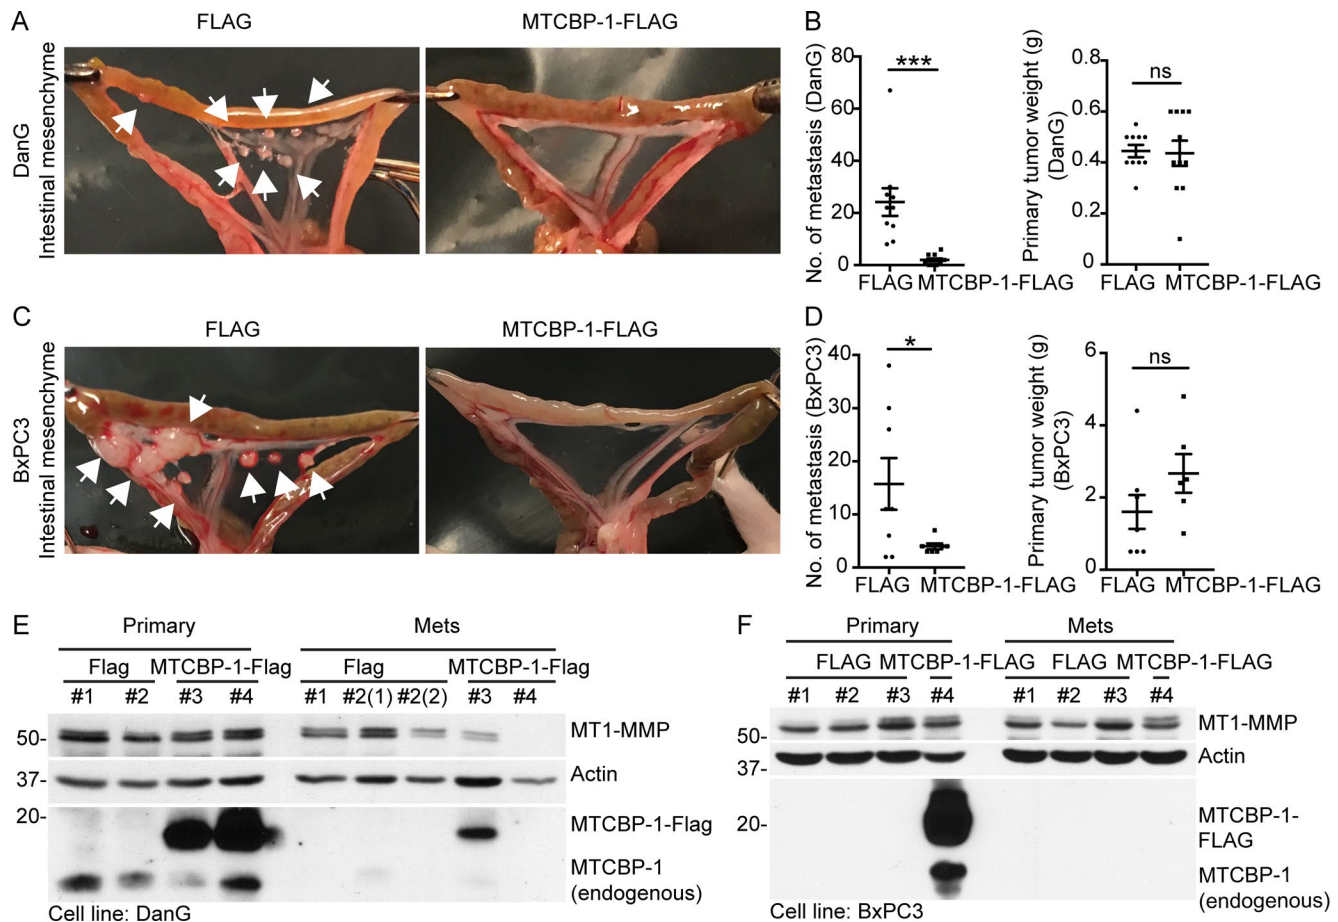 A
FLAG
MTCBP-1-FLAG
DanG
Intestinal mesenchyme
B
No. of metastasis (DanG)
80
60
40
20
0
***
FLAG MTCBP-1-FLAG
Primary tumor weight (g)
(DanG)
0.8
0.6
0.4
0.2
0
ns
FLAG MTCBP-1-FLAG
C
FLAG
MTCBP-1-FLAG
BxPC3
Intestinal mesenchyme
D
No. of metastasis (BxPC3)
40
30
20
10
0
*
FLAG MTCBP-1-FLAG
Primary tumor weight (g)
(BxPC3)
6
4
2
0
ns
FLAG MTCBP-1-FLAG
E
Primary Mets
Flag MTCBP-1-Flag Flag MTCBP-1-Flag
#1 #2 #3 #4 #1 #2(1) #2(2) #3 #4
50- MT1-MMP
37- Actin
20-
MTCBP-1-Flag
MTCBP-1
(endogenous)
Cell line: DanG
F
Primary Mets
FLAG MTCBP-1-FLAG FLAG MTCBP-1-FLAG
#1 #2 #3 #4 #1 #2 #3 #4
50- MT1-MMP
37- Actin
20-
MTCBP-1-
FLAG
MTCBP-1
(endogenous)
Cell line: BxPC3